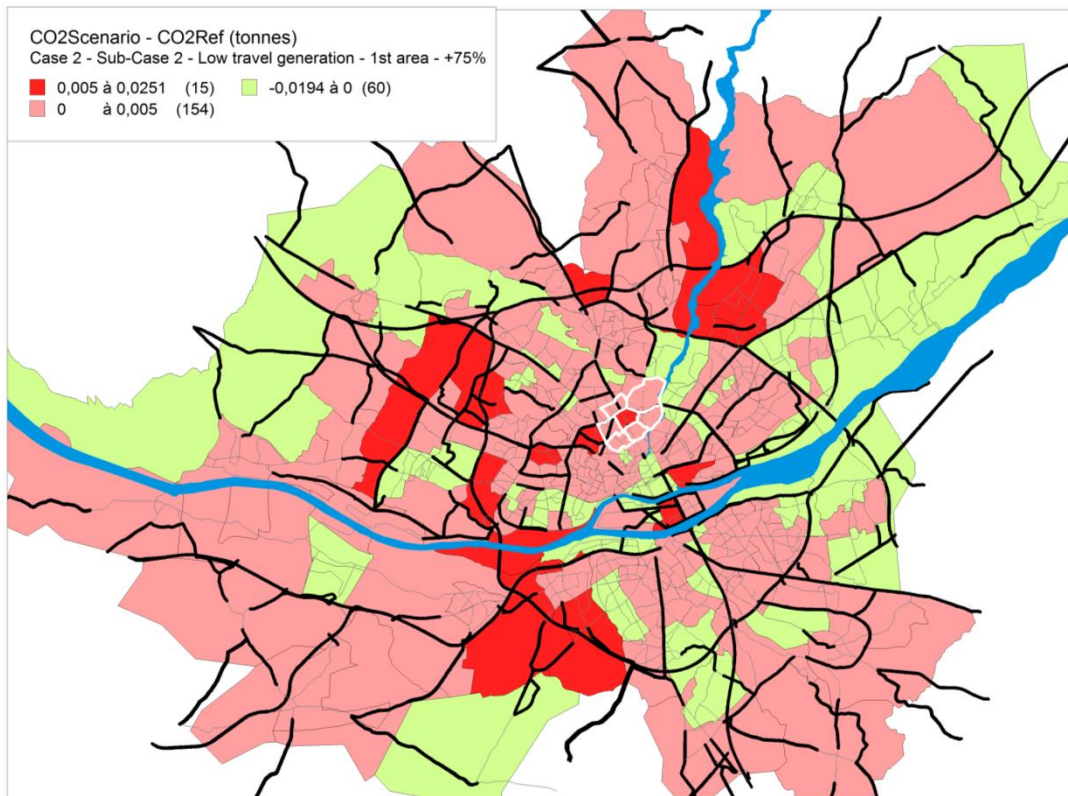 CO2Scenario - CO2Ref (tonnes)
Case 2 - Sub-Case 2 - Low travel generation - 1st area - +75%
0,005 à 0,0251 (15) -0,0194 à 0 (60)
0 à 0,005 (154)